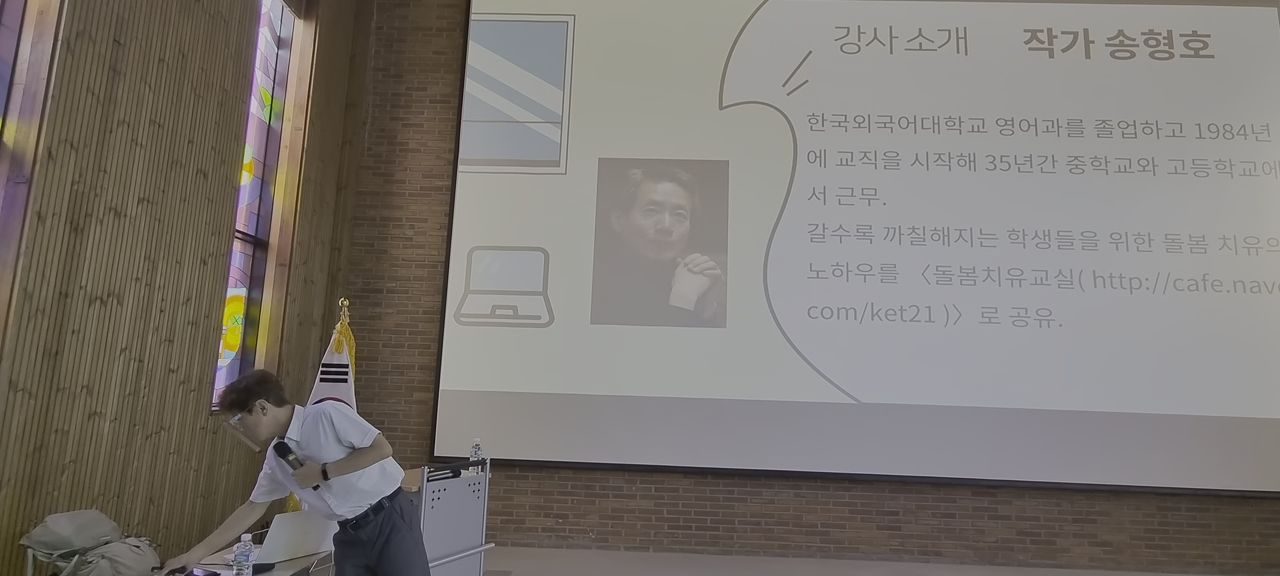 강사 소개 작가 송형호
한국외국어대학교 영어과를 졸업하고 1984년
에 교직을 시작해 35년간 중학교와 고등학교에
서 근무.
갈수록 까칠해지는 학생들을 위한 돌봄 치유의
노하우를 〈돌봄치유교실( http://cafe.nave
com/ket21 )〉로 공유.